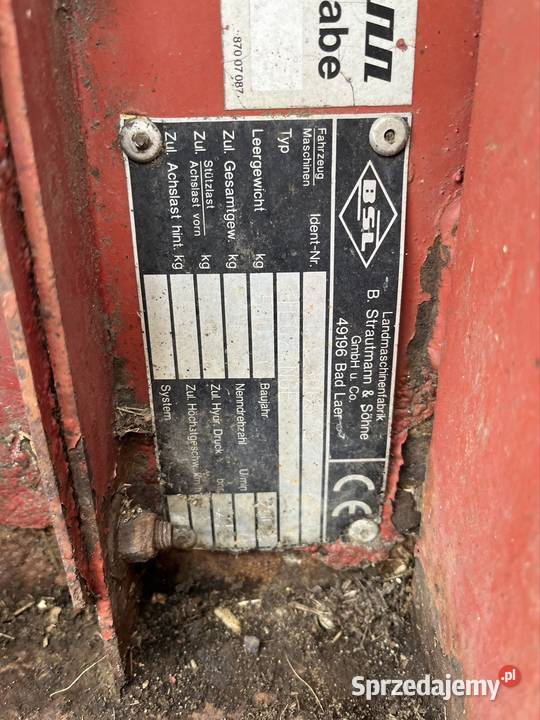 nn
abe
870 07 087
BSL
Landmaschinenfabrik
B. Strautmann & Söhne
GmbH u. Co.
49196 Bad Laer
CE
Fahrzeug
Maschinen
Ident-Nr.
Typ
Leergewicht kg
Zul. Gesamtgew. kg
Stützlast
Zul. Achslast vorn kg
Zul. Achslast hint. kg
Baujahr
Nenndrehzahl U/min
Zul. Hydr. Druck bar
Zul. Höchstgeschw.
System
Sprzedajemy.pl